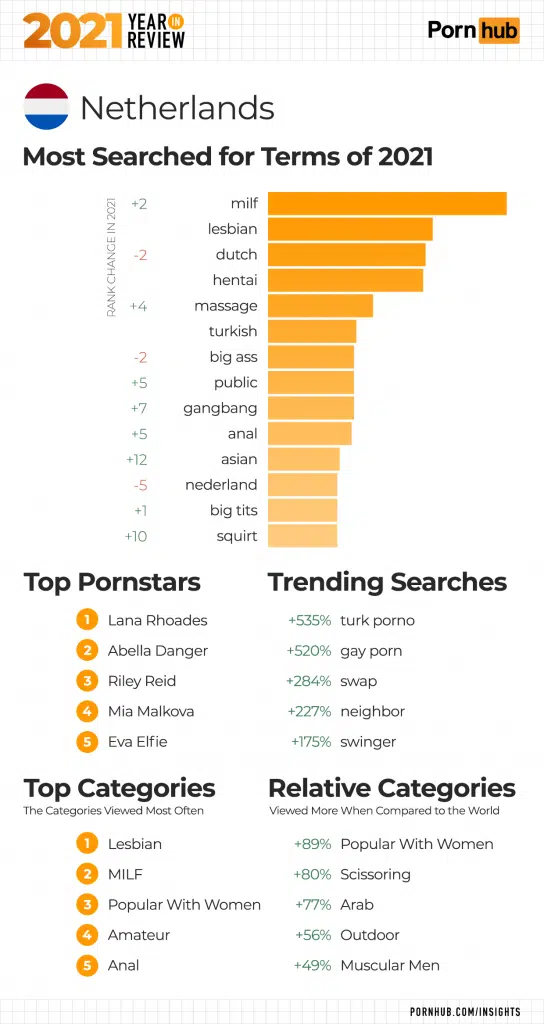 2021 YEAR IN REVIEW
Pornhub
Netherlands
Most Searched for Terms of 2021
RANK CHANGE IN 2021
+2 milf
lesbian
-2 dutch
hentai
+4 massage
turkish
-2 big ass
+5 public
+7 gangbang
+5 anal
+12 asian
-5 nederland
+1 big tits
+10 squirt
Top Pornstars
1 Lana Rhoades
2 Abella Danger
3 Riley Reid
4 Mia Malkova
5 Eva Elfie
Trending Searches
+535% turk porno
+520% gay porn
+284% swap
+227% neighbor
+175% swinger
Top Categories
The Categories Viewed Most Often
1 Lesbian
2 MILF
3 Popular With Women
4 Amateur
5 Anal
Relative Categories
Viewed More When Compared to the World
+89% Popular With Women
+80% Scissoring
+77% Arab
+56% Outdoor
+49% Muscular Men
PORNHUB.COM/INSIGHTS